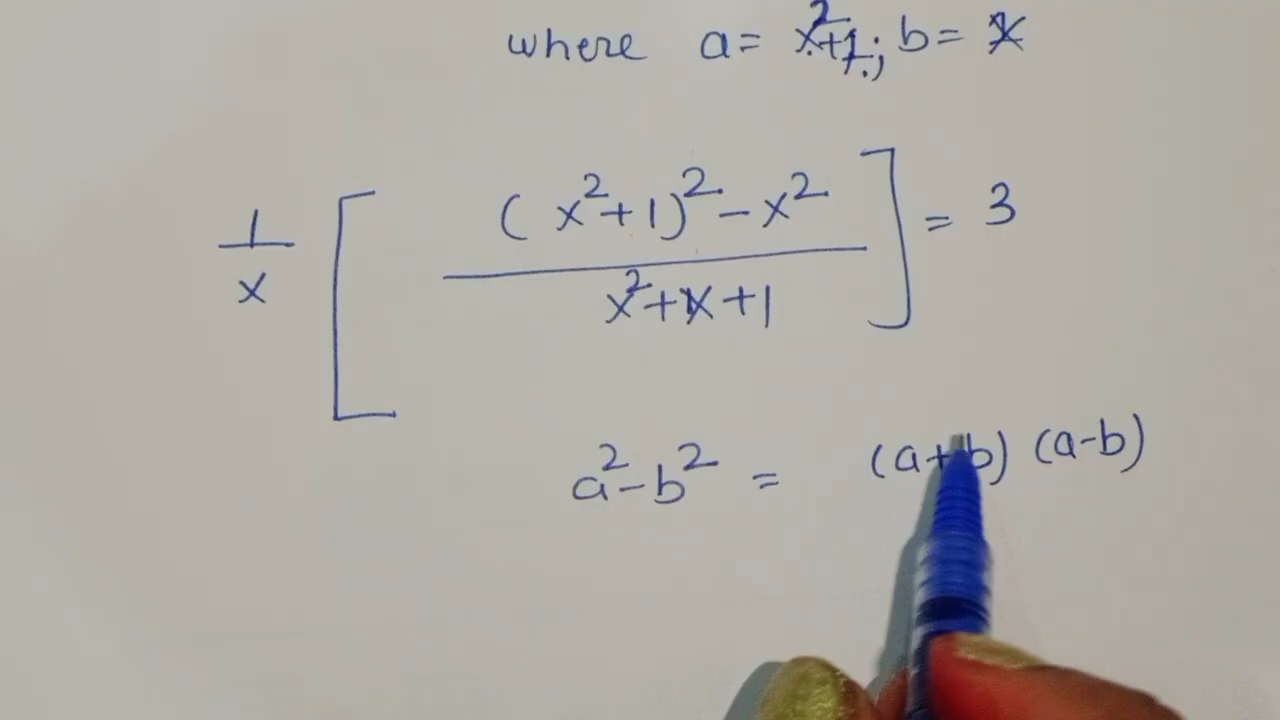 where a = x²+1; b = x
1/x [ (x²+1)² - x² / x²+x+1 ] = 3
a² - b² = (a+b) (a-b)